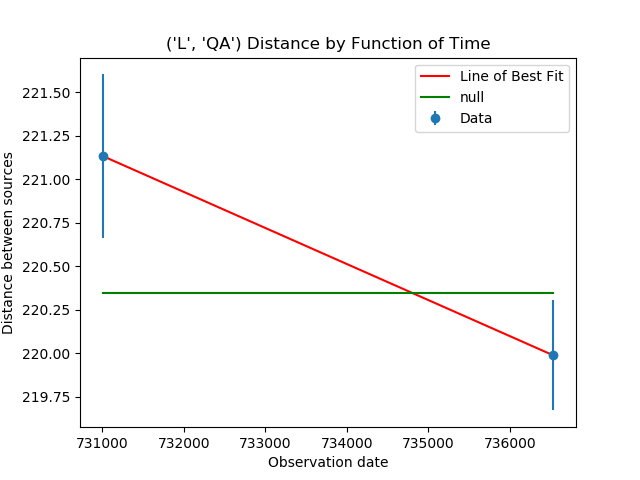 ('L', 'QA') Distance by Function of Time
Line of Best Fit
null
Data
Distance between sources
221.50
221.25
221.00
220.75
220.50
220.25
220.00
219.75
731000 732000 733000 734000 735000 736000
Observation date